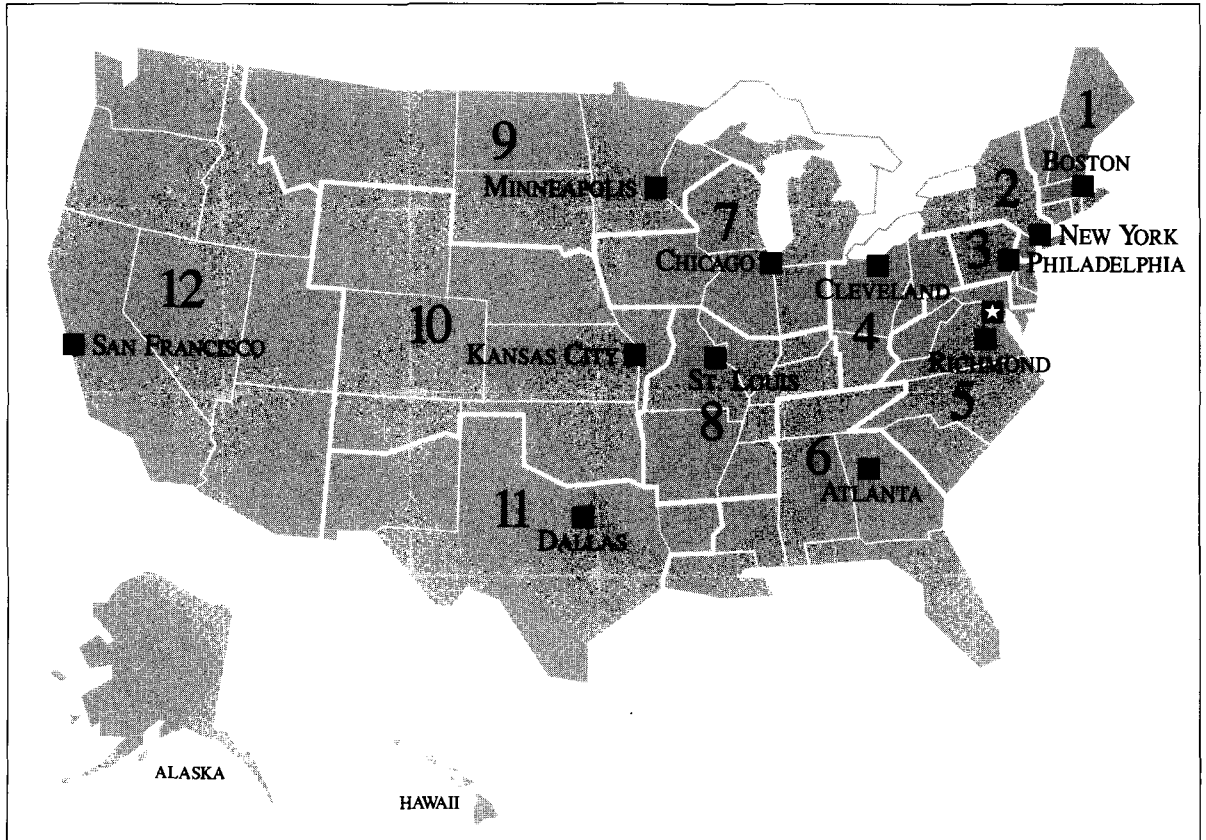 1
9
BOSTON
MINNEAPOLIS
2
7
NEW YORK
3
CHICAGO
PHILADELPHIA
12
CLEVELAND
10
4
SAN FRANCISCO
KANSAS CITY
RICHMOND
ST. LOUIS
5
8
6
ATLANTA
11
DALLAS
ALASKA
HAWAII